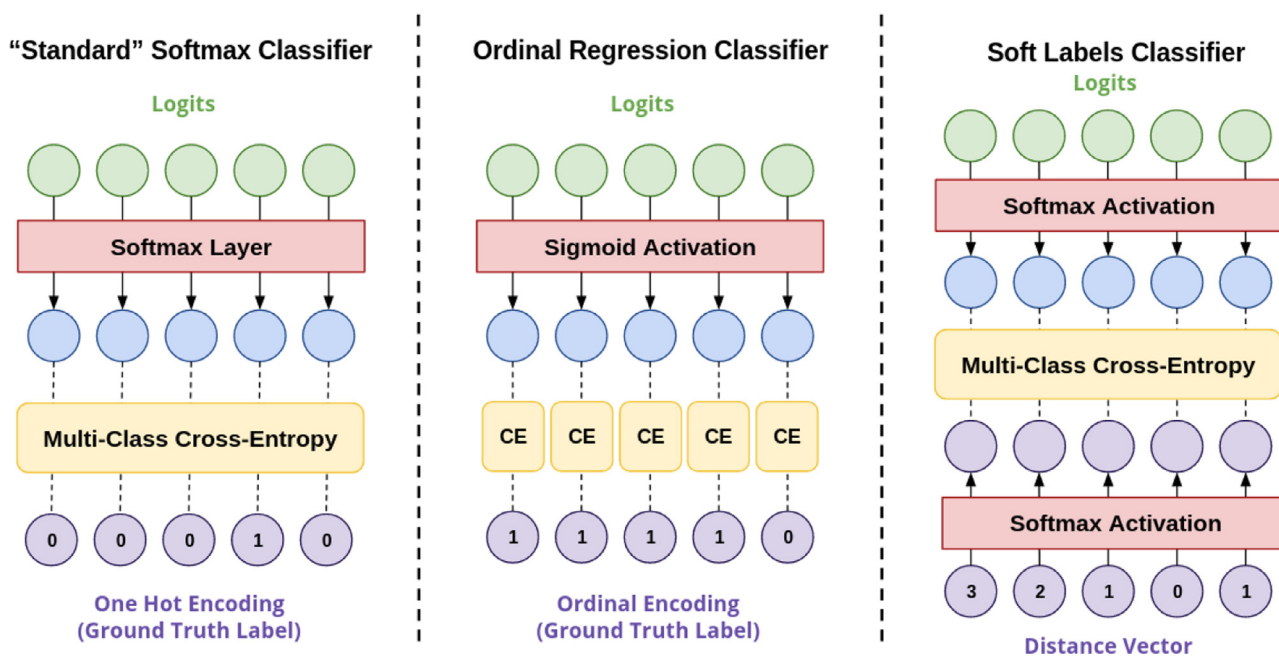 “Standard” Softmax Classifier
Logits
Softmax Layer
Multi-Class Cross-Entropy
0 0 0 1 0
One Hot Encoding
(Ground Truth Label)
Ordinal Regression Classifier
Logits
Sigmoid Activation
CE CE CE CE CE
1 1 1 1 0
Ordinal Encoding
(Ground Truth Label)
Soft Labels Classifier
Logits
Softmax Activation
Multi-Class Cross-Entropy
Softmax Activation
3 2 1 0 1
Distance Vector